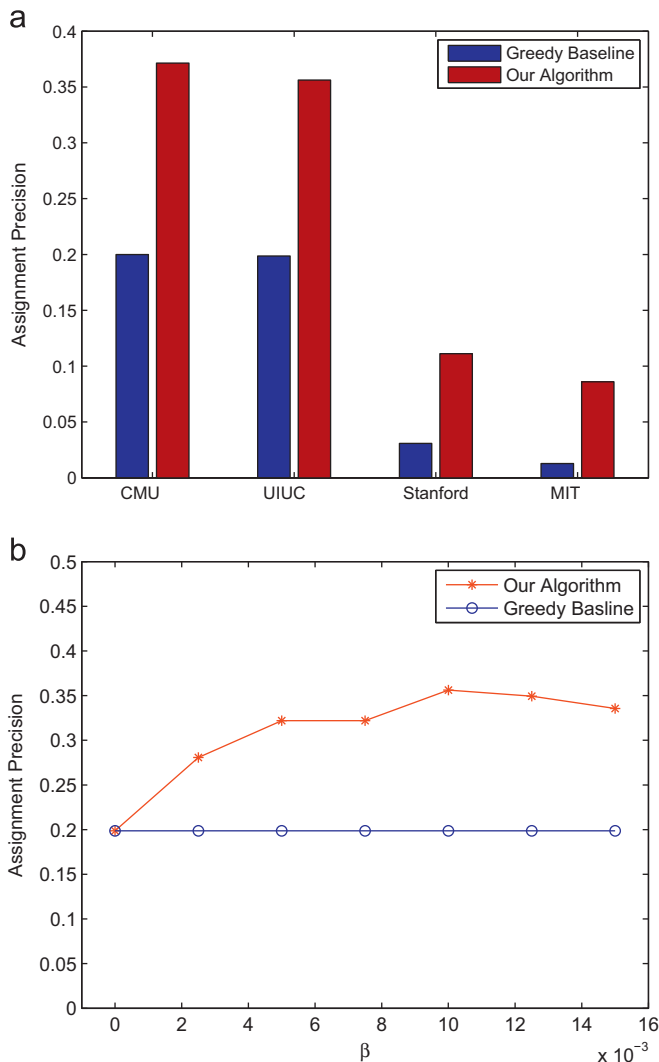 a
0.4
0.35
0.3
0.25
0.2
0.15
0.1
0.05
0
Assignment Precision
Greedy Baseline
Our Algorithm
CMU UIUC Stanford MIT
b
0.5
0.45
0.4
0.35
0.3
0.25
0.2
0.15
0.1
0.05
0
Assignment Precision
Our Algorithm
Greedy Basline
0 2 4 6 8 10 12 14 16
β
x 10⁻³